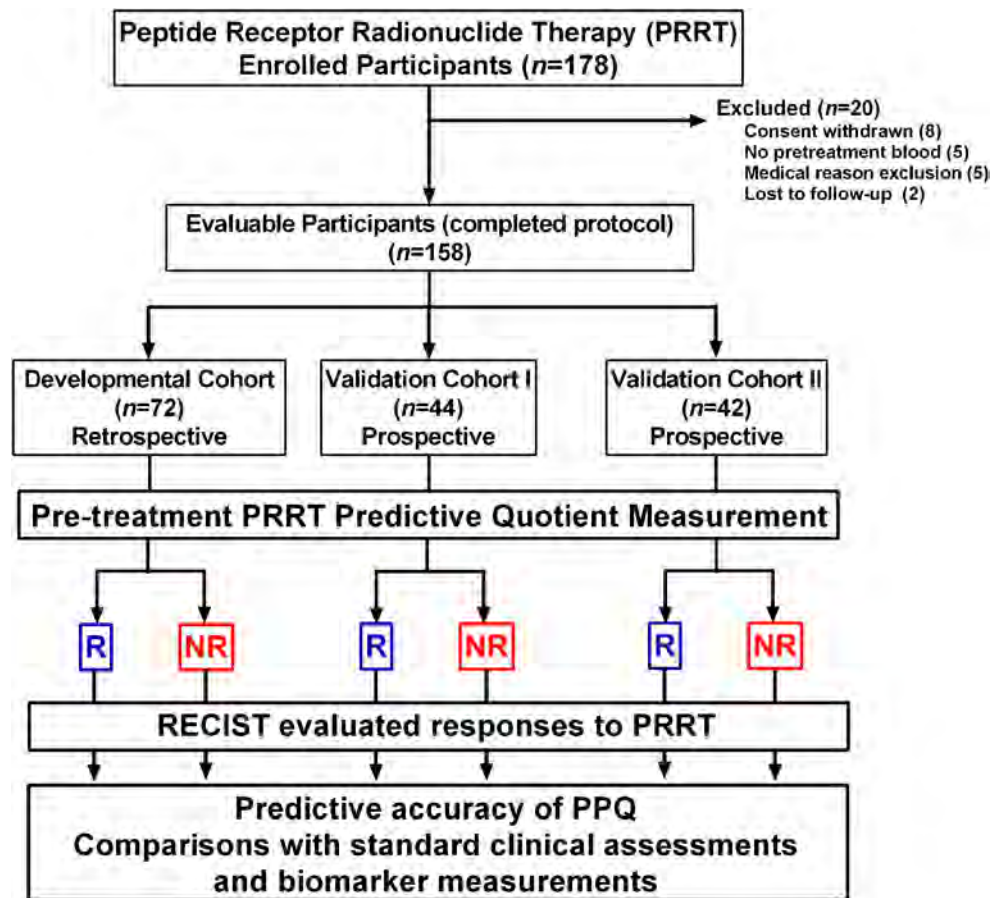 Peptide Receptor Radionuclide Therapy (PRRT)
Enrolled Participants (n=178)
Excluded (n=20)
Consent withdrawn (8)
No pretreatment blood (5)
Medical reason exclusion (5)
Lost to follow-up (2)
Evaluable Participants (completed protocol)
(n=158)
Developmental Cohort
(n=72)
Retrospective
Validation Cohort I
(n=44)
Prospective
Validation Cohort II
(n=42)
Prospective
Pre-treatment PRRT Predictive Quotient Measurement
R
NR
R
NR
R
NR
RECIST evaluated responses to PRRT
Predictive accuracy of PPQ
Comparisons with standard clinical assessments
and biomarker measurements